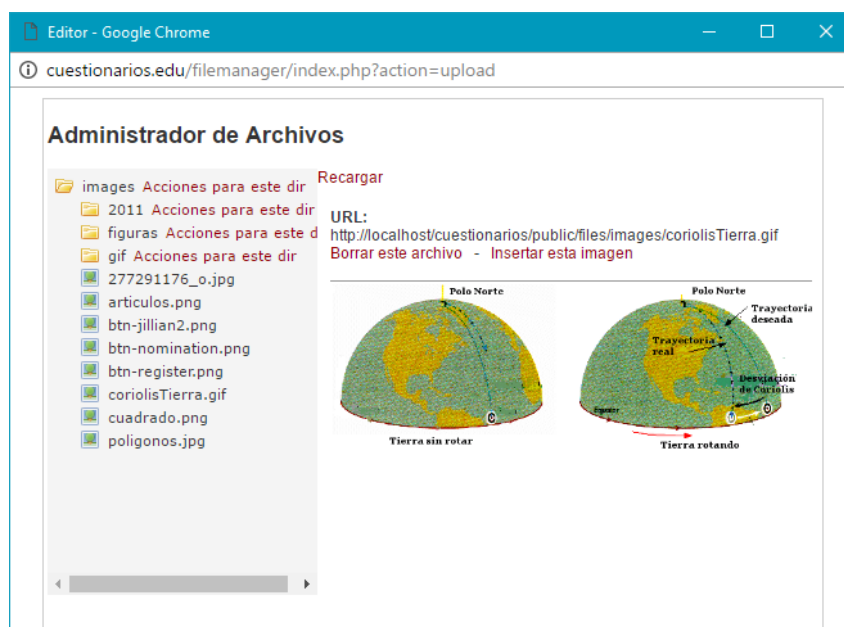 Editor - Google Chrome
cuestionarios.edu/filemanager/index.php?action=upload
Administrador de Archivos
images Acciones para este dir
2011 Acciones para este dir
figuras Acciones para este d
gif Acciones para este dir
277291176_o.jpg
articulos.png
btn-jillian2.png
btn-nomination.png
btn-register.png
coriolisTierra.gif
cuadrado.png
poligonos.jpg
Recargar
URL:
http://localhost/cuestionarios/public/files/images/coriolisTierra.gif
Borrar este archivo - Insertar esta imagen
Polo Norte
Tierra sin rotar
Polo Norte
Trayectoria
deseada
Trayectoria
real
Desviación
de Coriolis
Tierra rotando